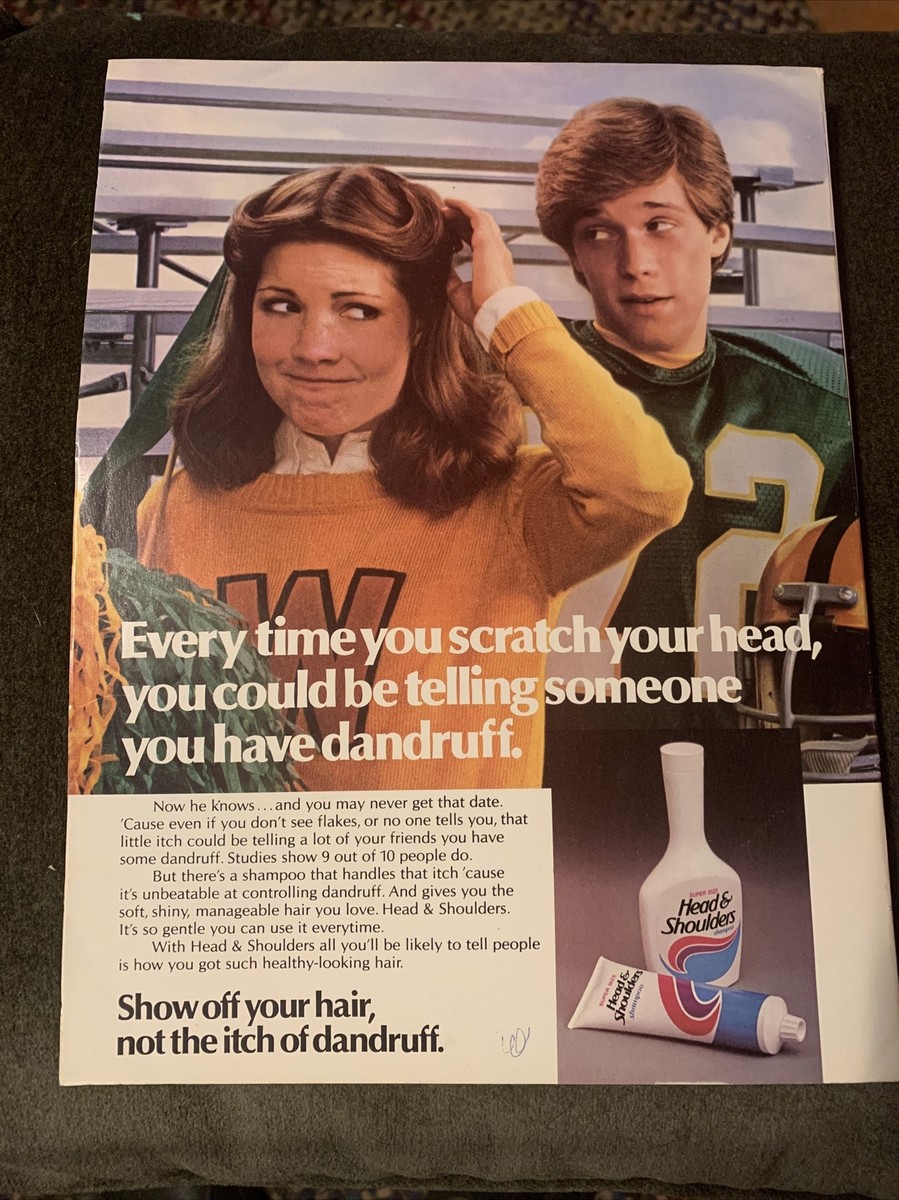 W
2
Every time you scratch your head,
you could be telling someone
you have dandruff.
Now he knows...and you may never get that date.
'Cause even if you don't see flakes, or no one tells you, that
little itch could be telling a lot of your friends you have
some dandruff. Studies show 9 out of 10 people do.
But there's a shampoo that handles that itch 'cause
it's unbeatable at controlling dandruff. And gives you the
soft, shiny, manageable hair you love. Head & Shoulders.
It's so gentle you can use it everytime.
With Head & Shoulders all you'll be likely to tell people
is how you got such healthy-looking hair.
Show off your hair,
not the itch of dandruff.
SUPER SIZE
Head &
Shoulders
shampoo
SUPER SIZE
Head &
Shoulders
shampoo